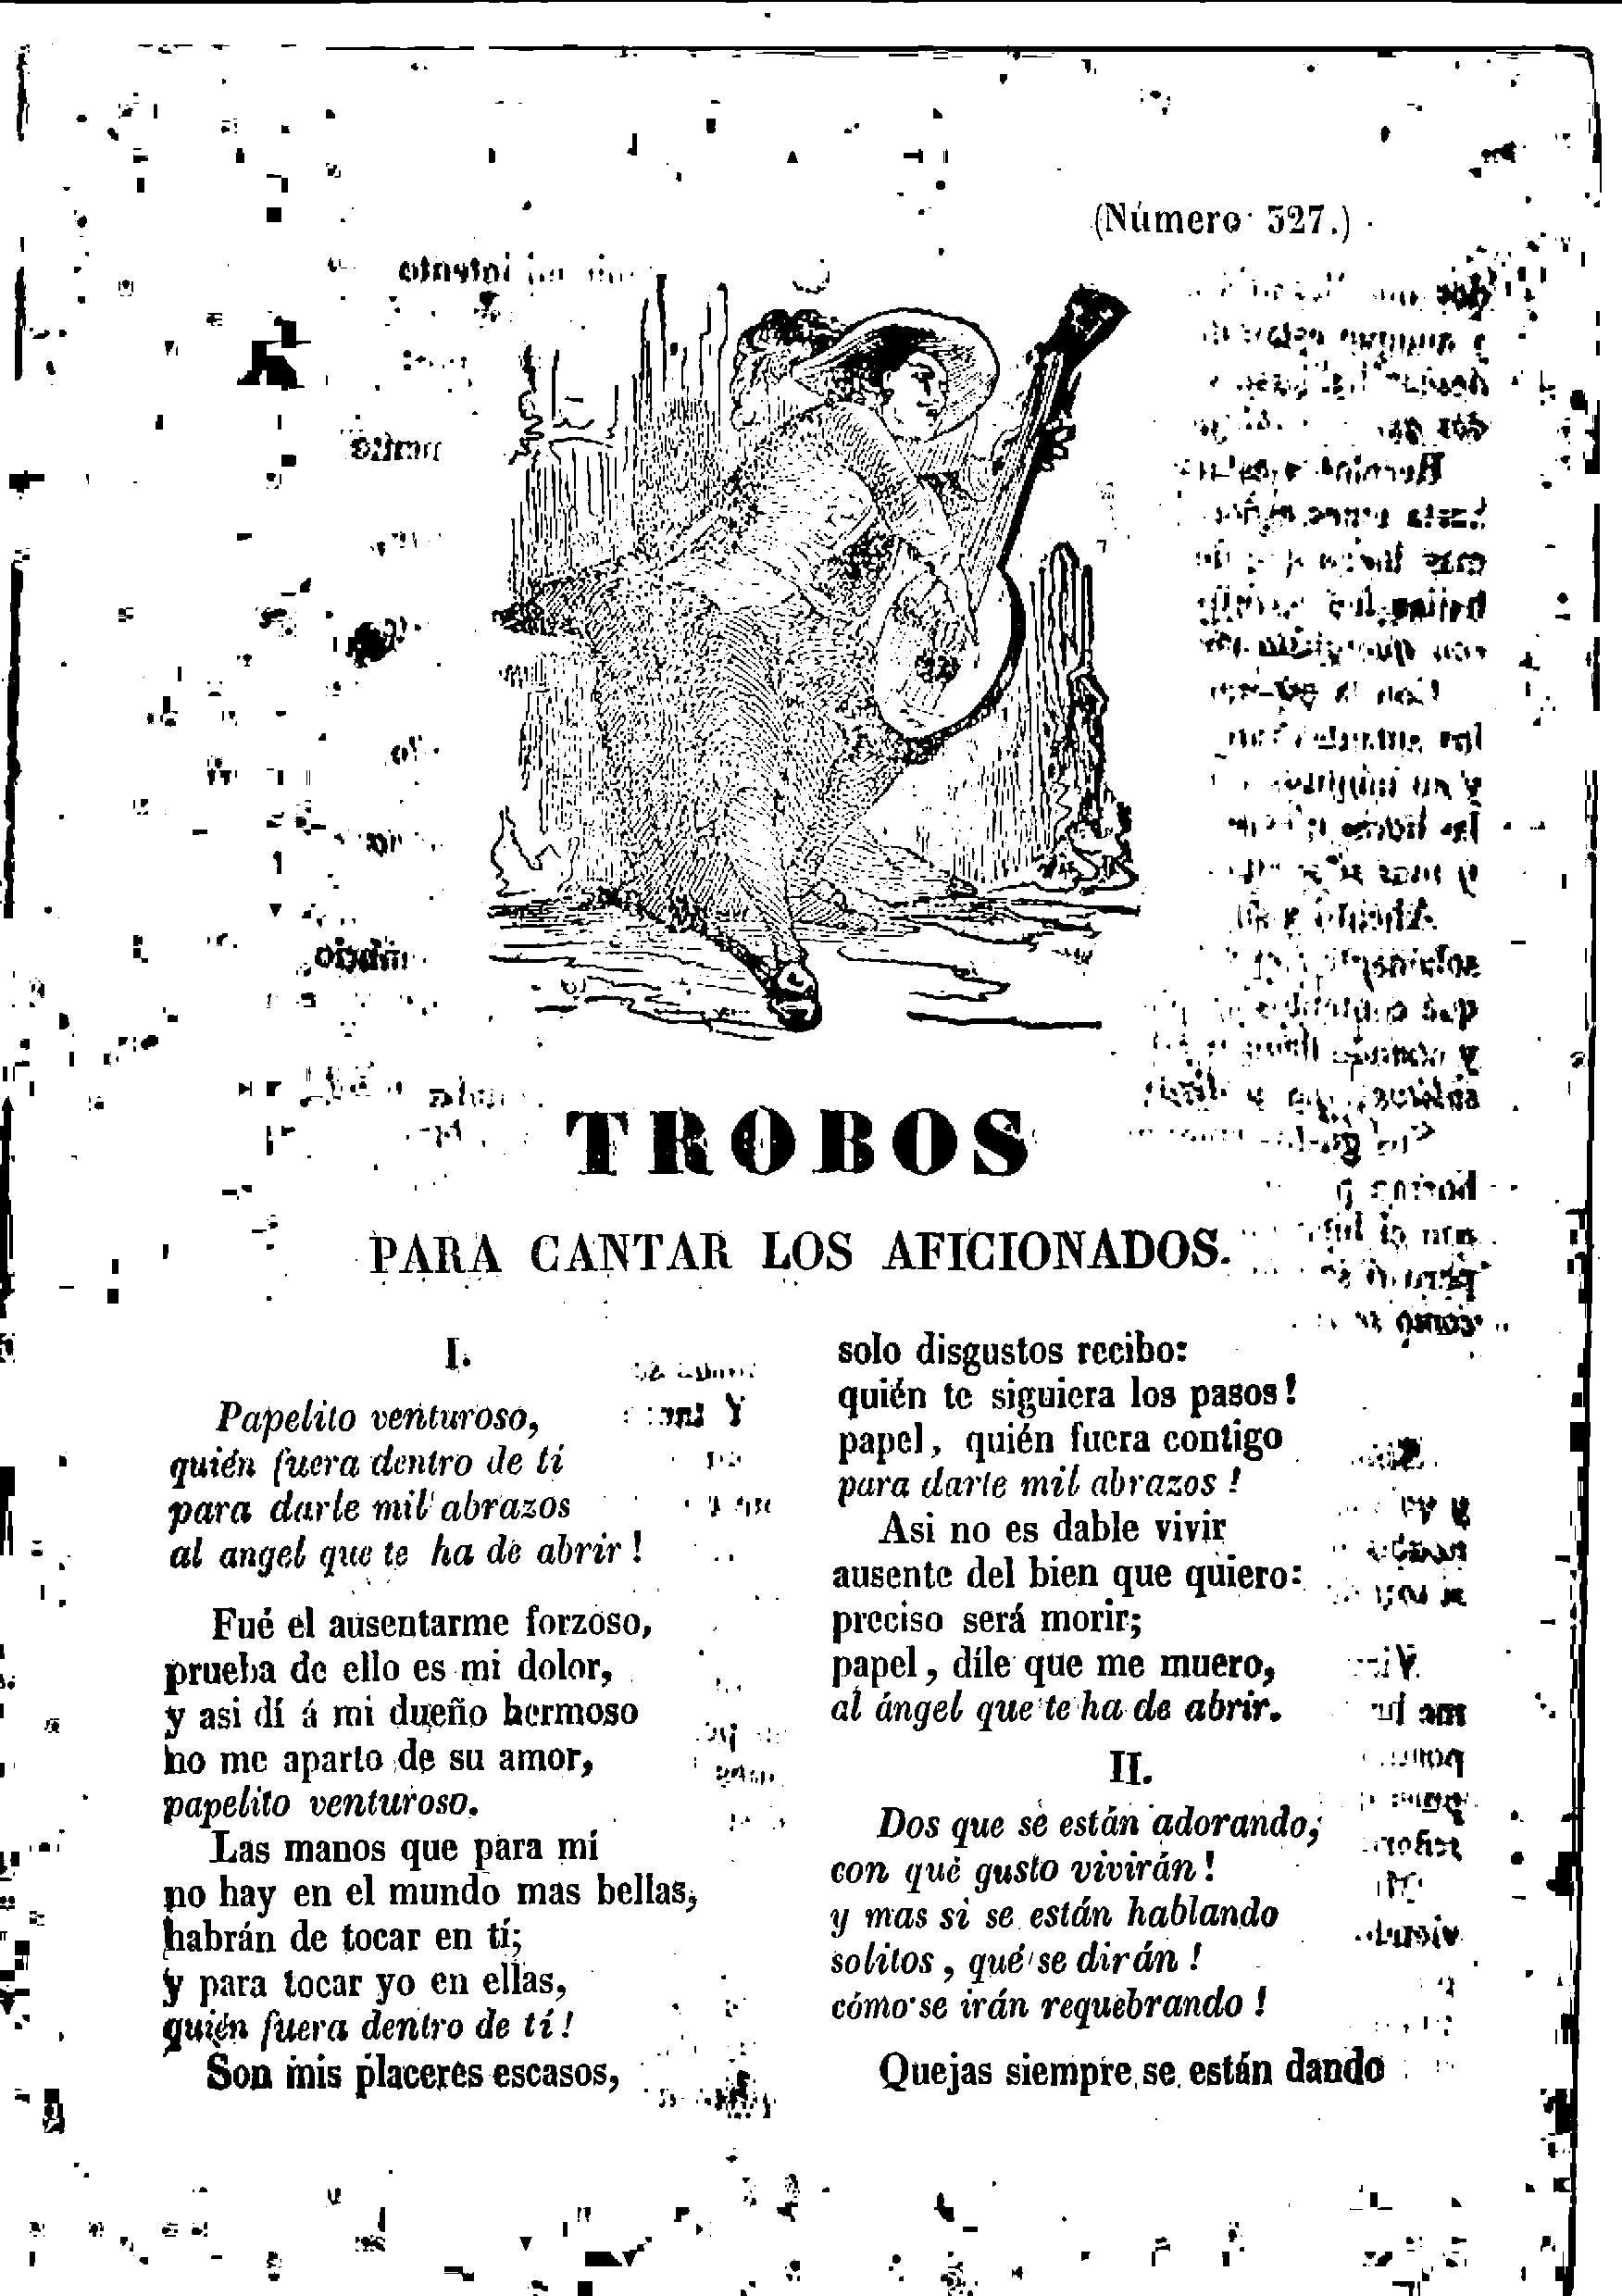 (Número 327.)
TROBOS
PARA CANTAR LOS AFICIONADOS.
I.
Papelito venturoso,
quién fuera dentro de ti
para darle mil abrazos
al angel que te ha de abrir!
Fué el ausentarme forzoso,
prueba de ello es mi dolor,
y asi dí á mi dueño hermoso
no me aparto de su amor,
papelito venturoso.
Las manos que para mí
no hay en el mundo mas bellas,
habrán de tocar en tí;
y para tocar yo en ellas,
quién fuera dentro de tí!
Son mis placeres escasos,
solo disgustos recibo:
quién te siguiera los pasos!
papel, quién fuera contigo
para darle mil abrazos!
Asi no es dable vivir
ausente del bien que quiero:
preciso será morir;
papel, díle que me muero,
al ángel que te ha de abrir.
II.
Dos que se están adorando,
con qué gusto vivirán!
y mas si se están hablando
solitos, qué se dirán!
cómo se irán requebrando!
Quejas siempre se están dando